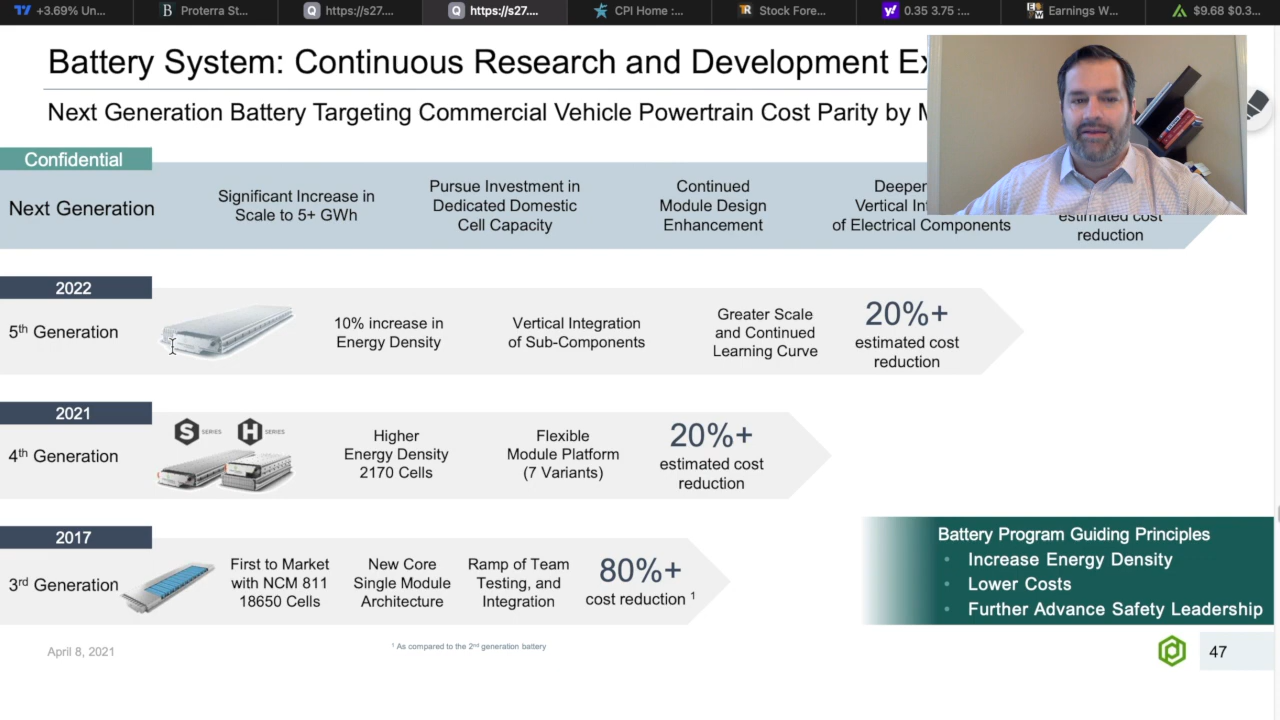 +3.69% Un...
Proterra St...
https://s27....
https://s27....
CPI Home :...
Stock Fore...
0.35 3.75 :...
Earnings W...
$9.68 $0.3...
Battery System: Continuous Research and Development
Next Generation Battery Targeting Commercial Vehicle Powertrain Cost Parity by
Confidential
Next Generation
Significant Increase in
Scale to 5+ GWh
Pursue Investment in
Dedicated Domestic
Cell Capacity
Continued
Module Design
Enhancement
Deeper
Vertical
of Electrical Components
estimated cost
reduction
2022
5th Generation
10% increase in
Energy Density
Vertical Integration
of Sub-Components
Greater Scale
and Continued
Learning Curve
20%+
estimated cost
reduction
2021
4th Generation
S SERIES
H SERIES
Higher
Energy Density
2170 Cells
Flexible
Module Platform
(7 Variants)
20%+
estimated cost
reduction
2017
3rd Generation
First to Market
with NCM 811
18650 Cells
New Core
Single Module
Architecture
Ramp of Team
Testing, and
Integration
80%+
cost reduction 1
Battery Program Guiding Principles
• Increase Energy Density
• Lower Costs
• Further Advance Safety Leadership
April 8, 2021
1 As compared to the 2nd generation battery
47